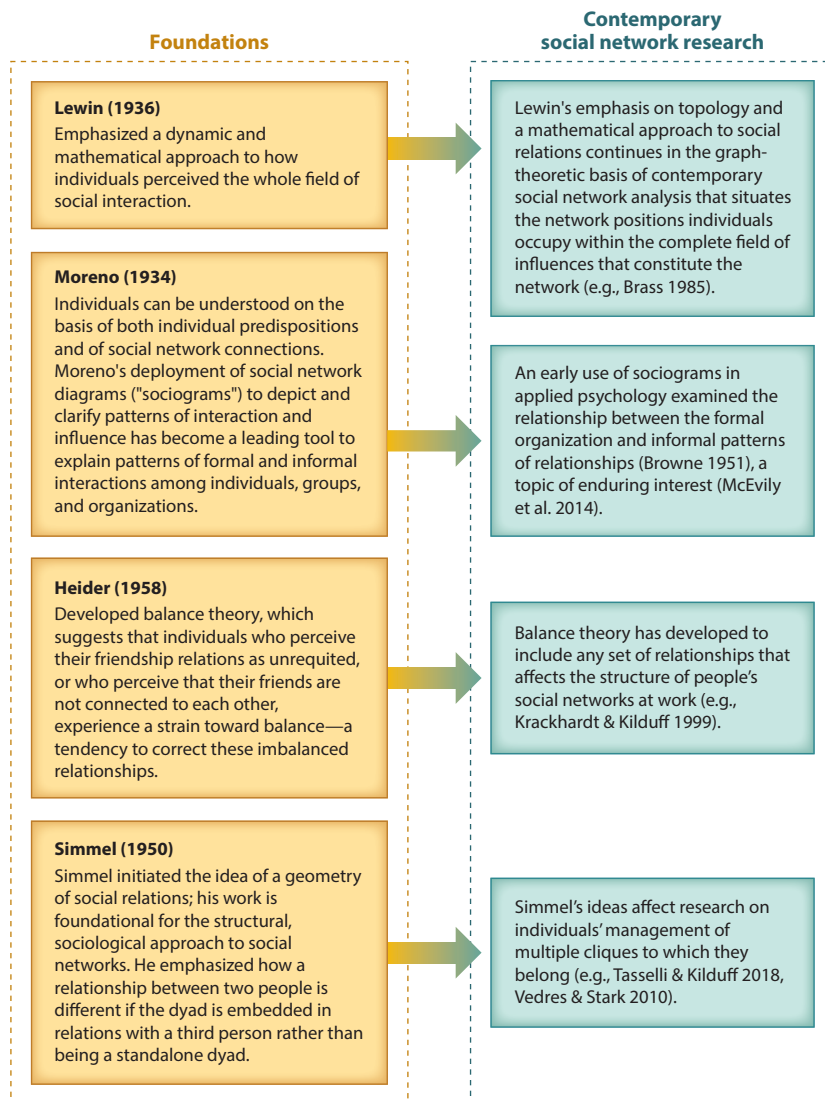 Foundations
Contemporary
social network research
Lewin (1936)
Emphasized a dynamic and
mathematical approach to how
individuals perceived the whole field of
social interaction.
Lewin's emphasis on topology and
a mathematical approach to social
relations continues in the graph-
theoretic basis of contemporary
social network analysis that situates
the network positions individuals
occupy within the complete field of
influences that constitute the
network (e.g., Brass 1985).
Moreno (1934)
Individuals can be understood on the
basis of both individual predispositions
and of social network connections.
Moreno's deployment of social network
diagrams ("sociograms") to depict and
clarify patterns of interaction and
influence has become a leading tool to
explain patterns of formal and informal
interactions among individuals, groups,
and organizations.
An early use of sociograms in
applied psychology examined the
relationship between the formal
organization and informal patterns
of relationships (Browne 1951), a
topic of enduring interest (McEvily
et al. 2014).
Heider (1958)
Developed balance theory, which
suggests that individuals who perceive
their friendship relations as unrequited,
or who perceive that their friends are
not connected to each other,
experience a strain toward balance—a
tendency to correct these imbalanced
relationships.
Balance theory has developed to
include any set of relationships that
affects the structure of people’s
social networks at work (e.g.,
Krackhardt & Kilduff 1999).
Simmel (1950)
Simmel initiated the idea of a geometry
of social relations; his work is
foundational for the structural,
sociological approach to social
networks. He emphasized how a
relationship between two people is
different if the dyad is embedded in
relations with a third person rather than
being a standalone dyad.
Simmel’s ideas affect research on
individuals’ management of
multiple cliques to which they
belong (e.g., Tasselli & Kilduff 2018,
Vedres & Stark 2010).